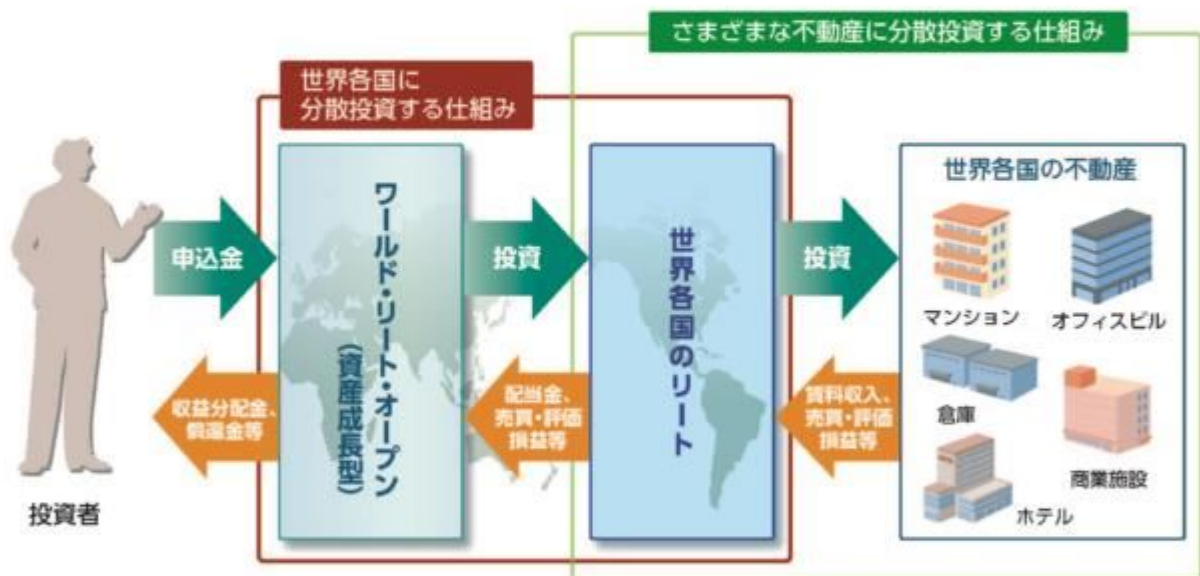 さまざまな不動産に分散投資する仕組み
世界各国に
分散投資する仕組み
申込金
収益分配金、
償還金等
投資者
ワールド・リート・オープン
(資産成長型)
投資
配当金、
売買・評価
損益等
世界各国のリート
投資
賃料収入、
売買・評価
損益等
世界各国の不動産
マンション
オフィスビル
倉庫
商業施設
ホテル